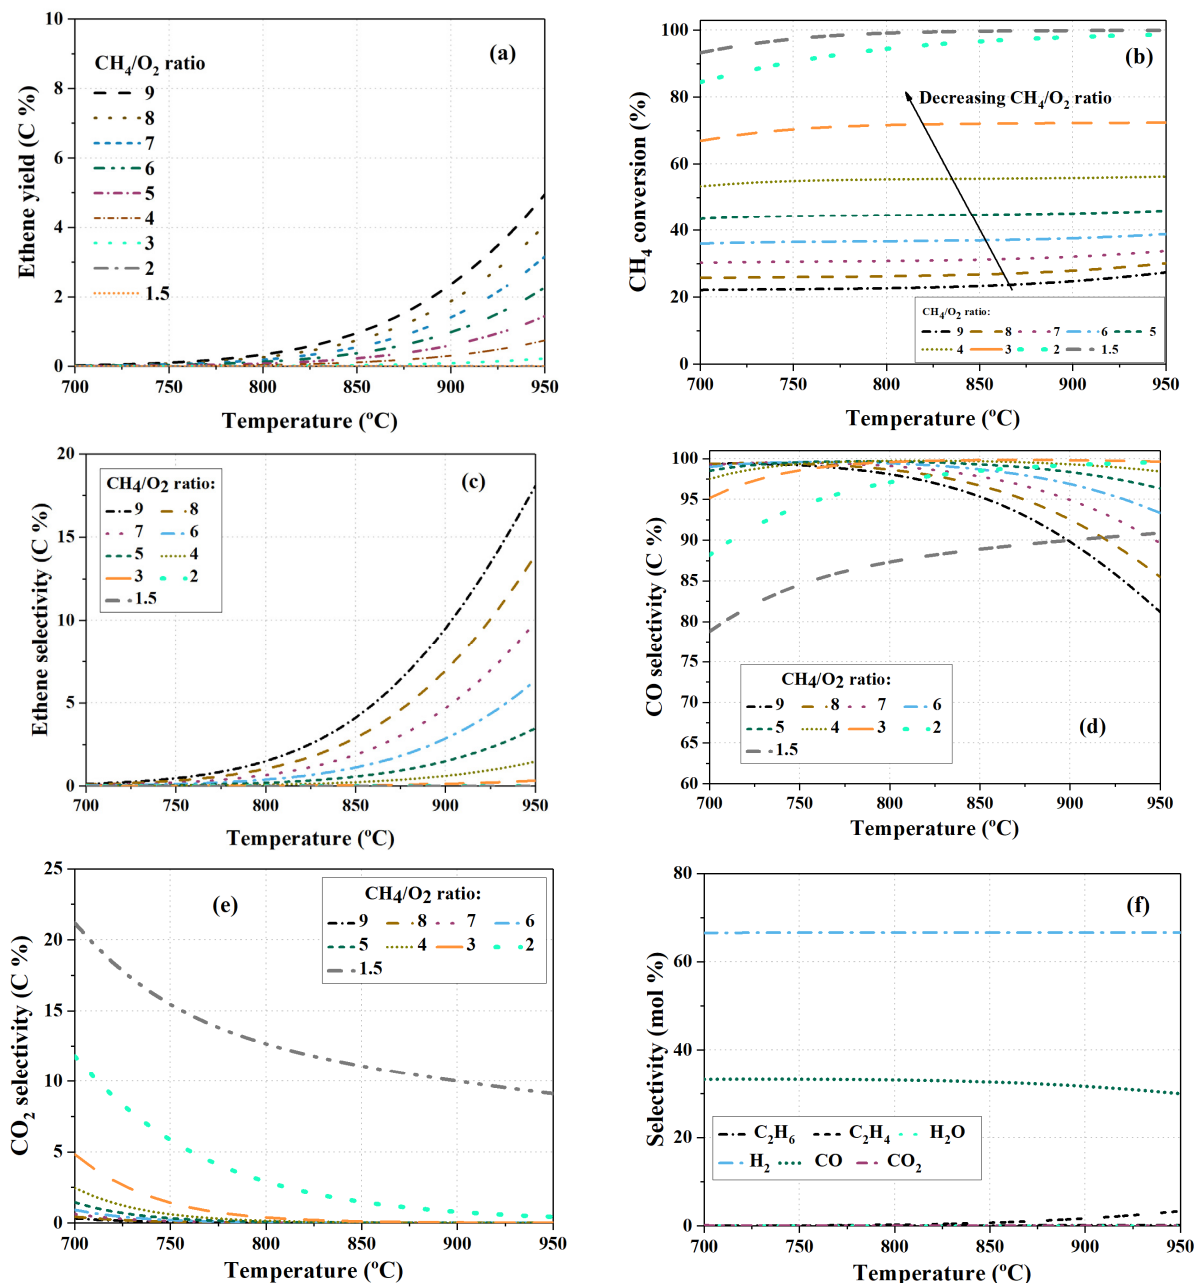 (a)
CH4/O2 ratio
9
8
7
6
5
4
3
2
1.5
Ethene yield (C %)
10
8
6
4
2
0
700 750 800 850 900 950
Temperature (ºC)
(b)
Decreasing CH4/O2 ratio
CH4 conversion (%)
100
80
60
40
20
0
CH4/O2 ratio:
9 8 7 6 5
4 3 2 1.5
700 750 800 850 900 950
Temperature (ºC)
(c)
CH4/O2 ratio:
9 8
7 6
5 4
3 2
1.5
Ethene selectivity (C %)
20
15
10
5
0
700 750 800 850 900 950
Temperature (ºC)
CO selectivity (C %)
100
95
90
85
80
75
70
65
60
CH4/O2 ratio:
9 8 7 6
5 4 3 2
1.5
(d)
700 750 800 850 900 950
Temperature (ºC)
(e)
CH4/O2 ratio:
9 8 7 6
5 4 3 2
1.5
CO2 selectivity (C %)
25
20
15
10
5
0
700 750 800 850 900 950
Temperature (ºC)
(f)
Selectivity (mol %)
80
60
40
20
0
C2H6 C2H4 H2O
H2 CO CO2
700 750 800 850 900 950
Temperature (ºC)